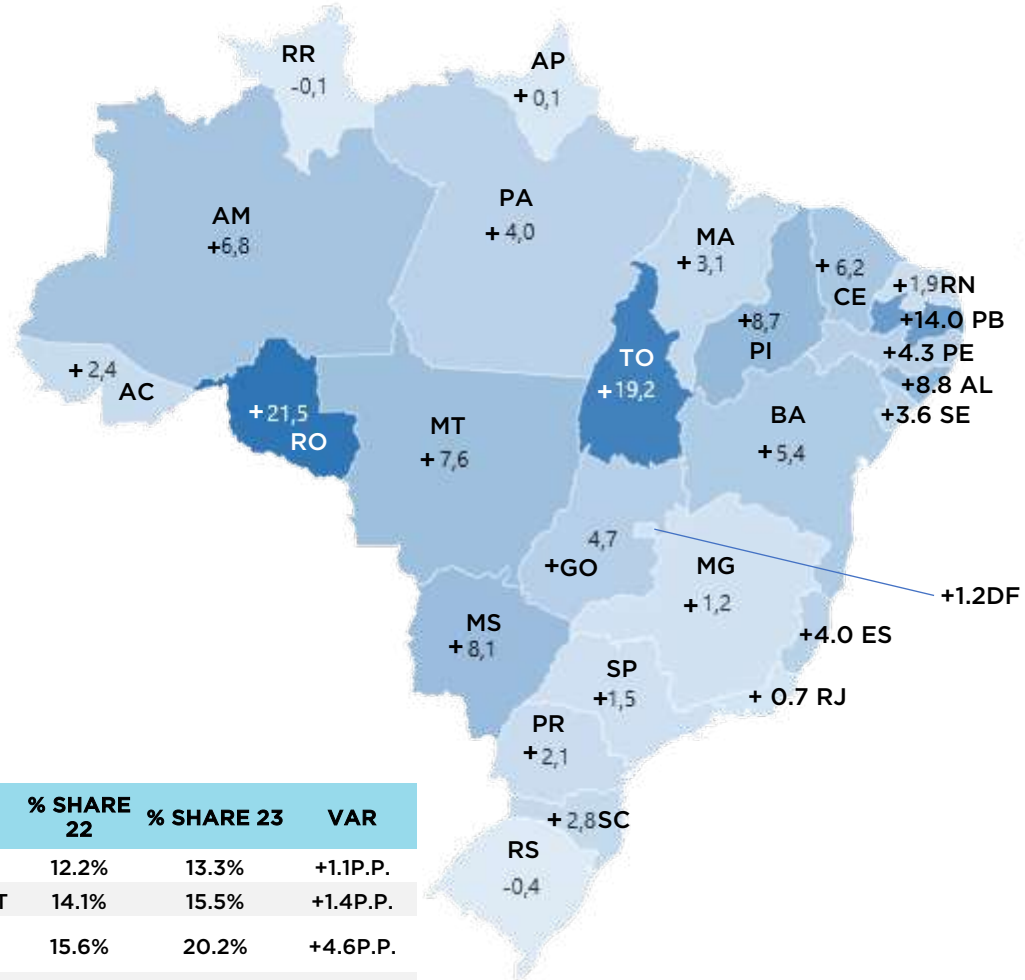 RR
-0,1
AP
+ 0,1
AM
+6,8
PA
+ 4,0
MA
+ 3,1
+ 6,2
CE
+1,9RN
+14.0 PB
+8,7
PI
+4.3 PE
+8.8 AL
+3.6 SE
TO
+19,2
+ 2,4
AC
+ 21,5
RO
MT
+ 7,6
BA
+ 5,4
4,7
+GO
MG
+ 1,2
+1.2DF
MS
+ 8,1
+4.0 ES
SP
+1,5
+ 0.7 RJ
PR
+ 2,1
+ 2,8SC
RS
-0,4
% SHARE
22
% SHARE 23
VAR
12.2% 13.3% +1.1P.P.
T 14.1% 15.5% +1.4P.P.
15.6% 20.2% +4.6P.P.